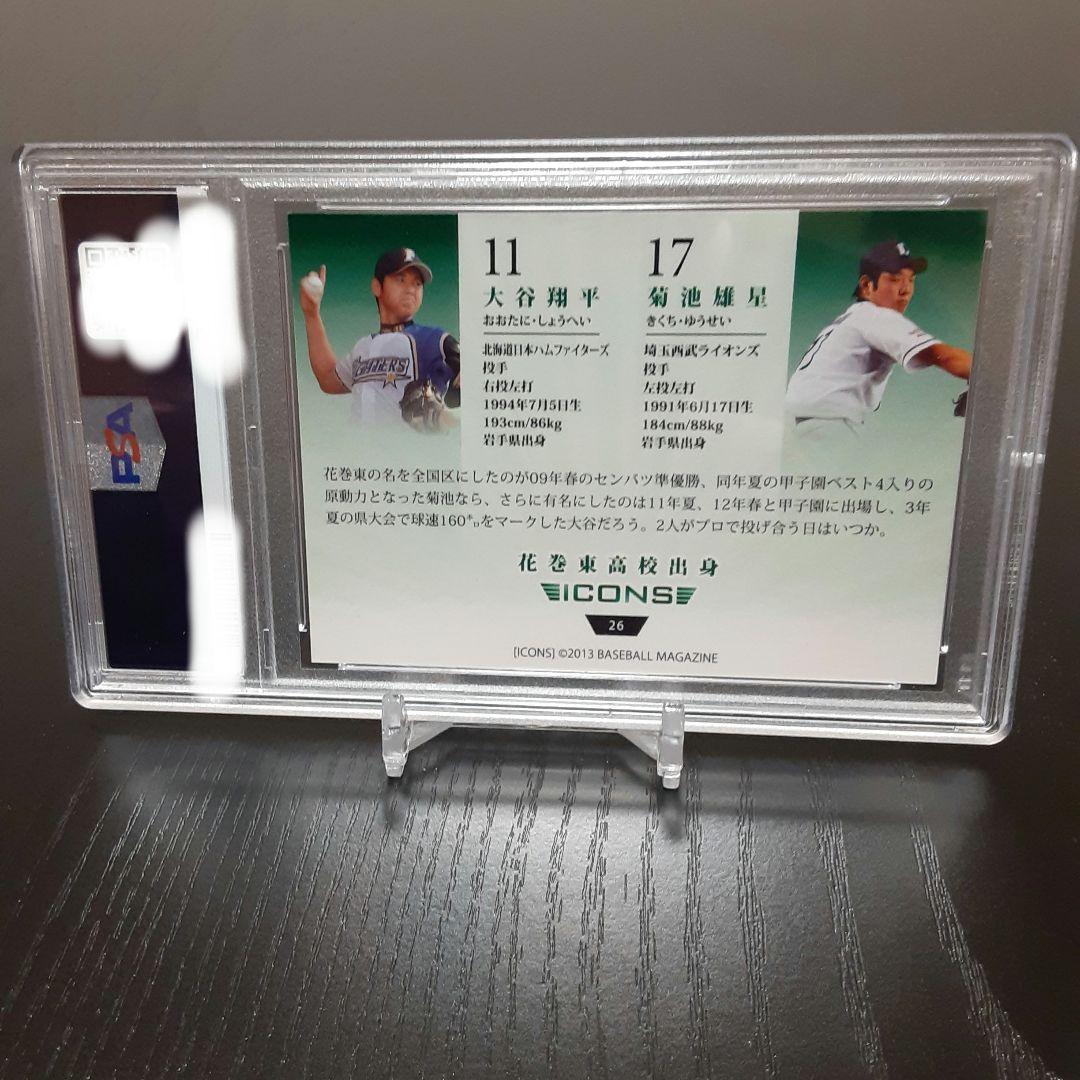 PSA
11
大谷翔平
おおたに・しょうへい
北海道日本ハムファイターズ
投手
右投左打
1994年7月5日生
193cm/86kg
岩手県出身
17
菊池雄星
きくち・ゆうせい
埼玉西武ライオンズ
投手
左投左打
1991年6月17日生
184cm/88kg
岩手県出身
花巻東の名を全国区にしたのが09年春のセンバツ準優勝、同年夏の甲子園ベスト4入りの
原動力となった菊池なら、さらに有名にしたのは11年夏、12年春と甲子園に出場し、3年
夏の県大会で球速160㌔をマークした大谷だろう。2人がプロで投げ合う日はいつか。
花巻東高校出身
ICONS
26
[ICONS] ©2013 BASEBALL MAGAZINE